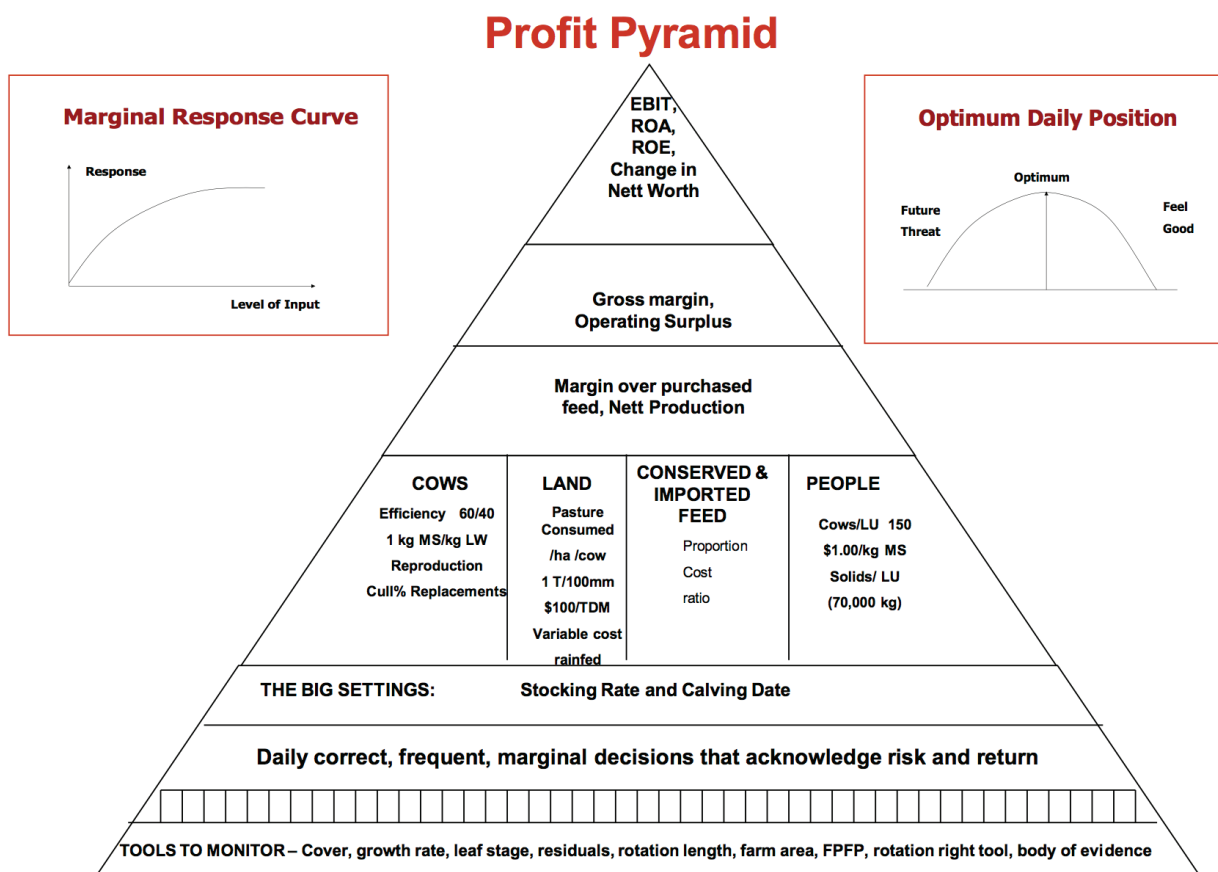 Profit Pyramid
Marginal Response Curve
Response
Level of Input
Optimum Daily Position
Optimum
Future
Threat
Feel
Good
EBIT,
ROA,
ROE,
Change in
Nett Worth
Gross margin,
Operating Surplus
Margin over purchased
feed, Nett Production
COWS
Efficiency 60/40
1 kg MS/kg LW
Reproduction
Cull% Replacements
LAND
Pasture
Consumed
/ha /cow
1 T/100mm
$100/TDM
Variable cost
rainfed
CONSERVED &
IMPORTED
FEED
Proportion
Cost
ratio
PEOPLE
Cows/LU 150
$1.00/kg MS
Solids/ LU
(70,000 kg)
THE BIG SETTINGS: Stocking Rate and Calving Date
Daily correct, frequent, marginal decisions that acknowledge risk and return
TOOLS TO MONITOR – Cover, growth rate, leaf stage, residuals, rotation length, farm area, FPFP, rotation right tool, body of evidence